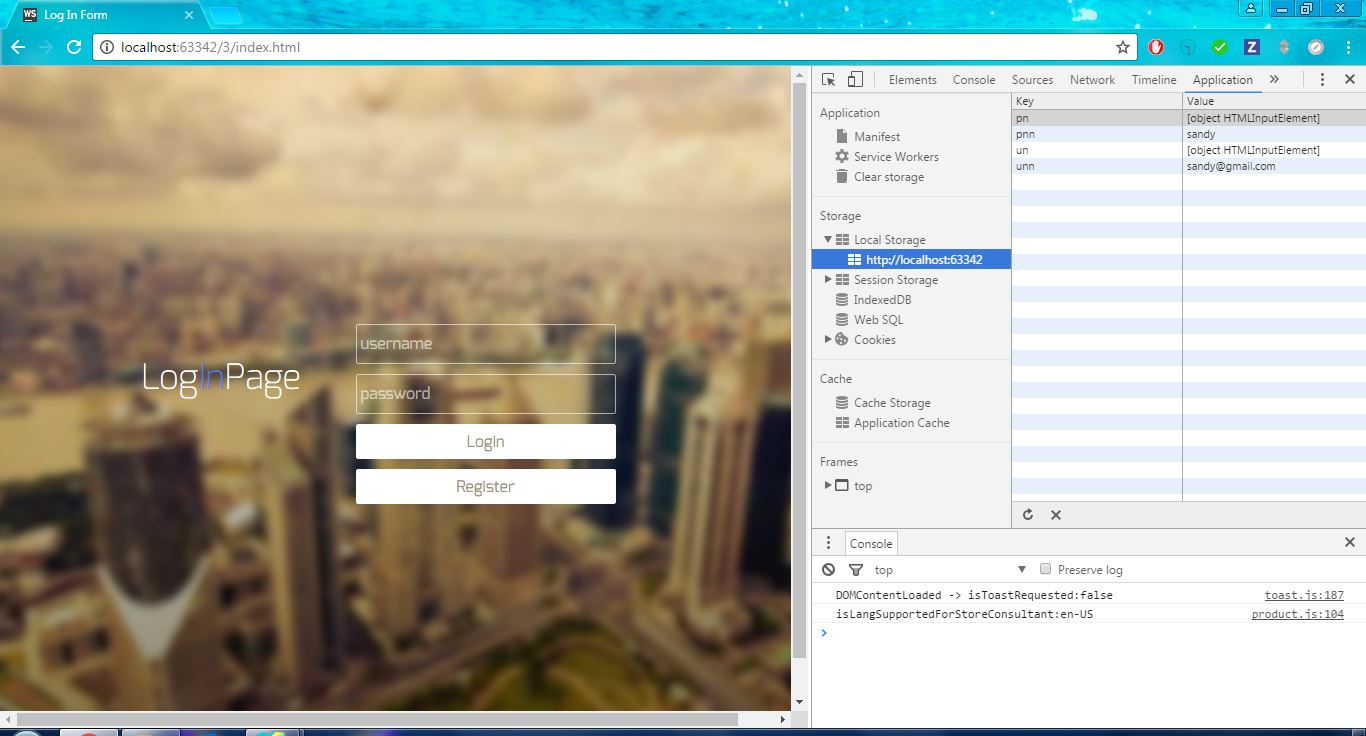 WS Log In Form
localhost:63342/3/index.html
Z
LogInPage
username
password
Login
Register
Elements Console Sources Network Timeline Application »
Application
Manifest
Service Workers
Clear storage
Storage
Local Storage
http://localhost:63342
Session Storage
IndexedDB
Web SQL
Cookies
Cache
Cache Storage
Application Cache
Frames
top
Key Value
pn [object HTMLInputElement]
pnn sandy
un [object HTMLInputElement]
unn sandy@gmail.com
Console
top Preserve log
DOMContentLoaded -> isToastRequested:false toast.js:187
isLangSupportedForStoreConsultant:en-US product.js:104
>